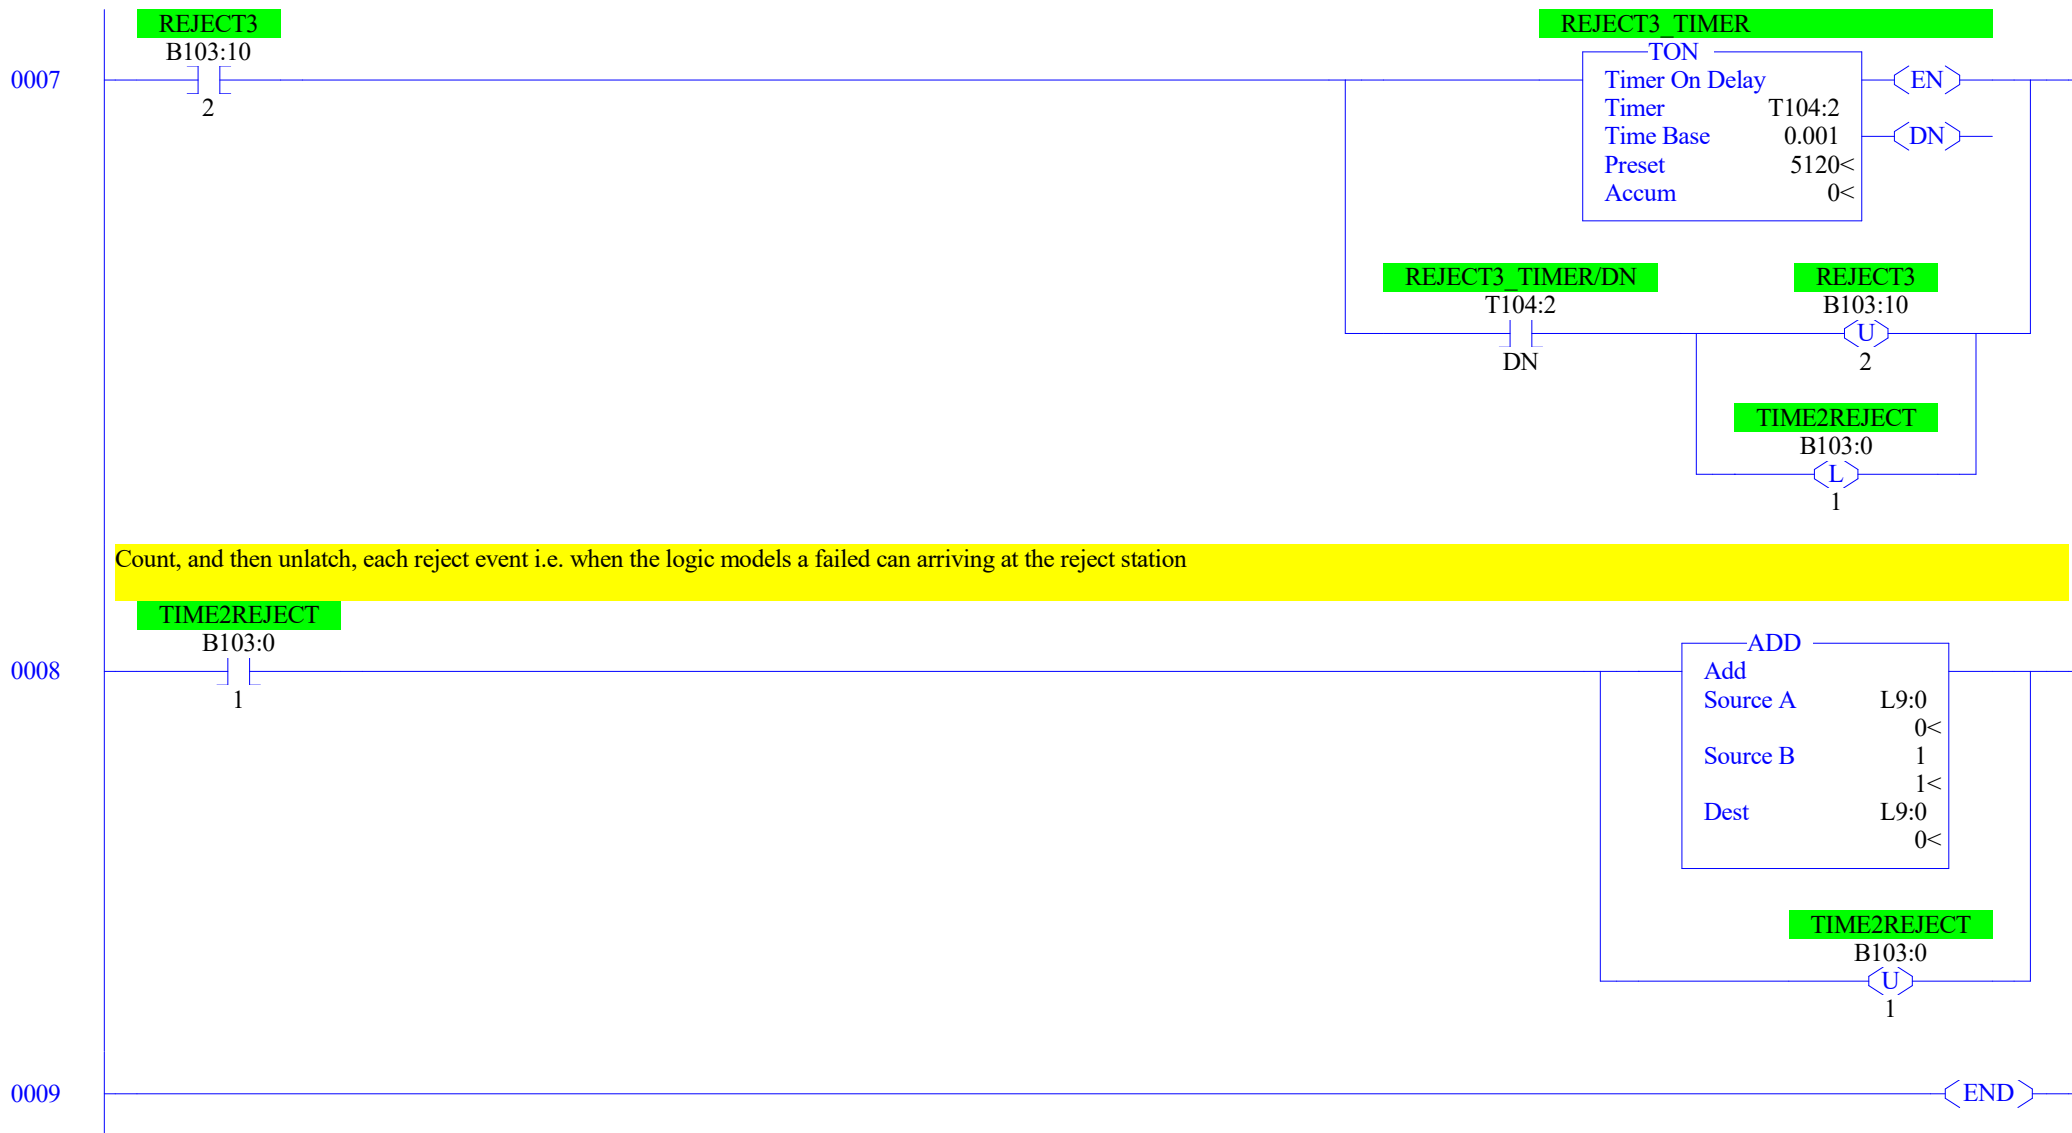 REJECT3
B103:10
0007
2
REJECT3_TIMER
TON
Timer On Delay
Timer T104:2
Time Base 0.001
Preset 5120<
Accum 0<
EN
DN
REJECT3_TIMER/DN
T104:2
DN
REJECT3
B103:10
U
2
TIME2REJECT
B103:0
L
1
Count, and then unlatch, each reject event i.e. when the logic models a failed can arriving at the reject station
TIME2REJECT
B103:0
0008
1
ADD
Add
Source A L9:0
0<
Source B 1
1<
Dest L9:0
0<
TIME2REJECT
B103:0
U
1
0009
END